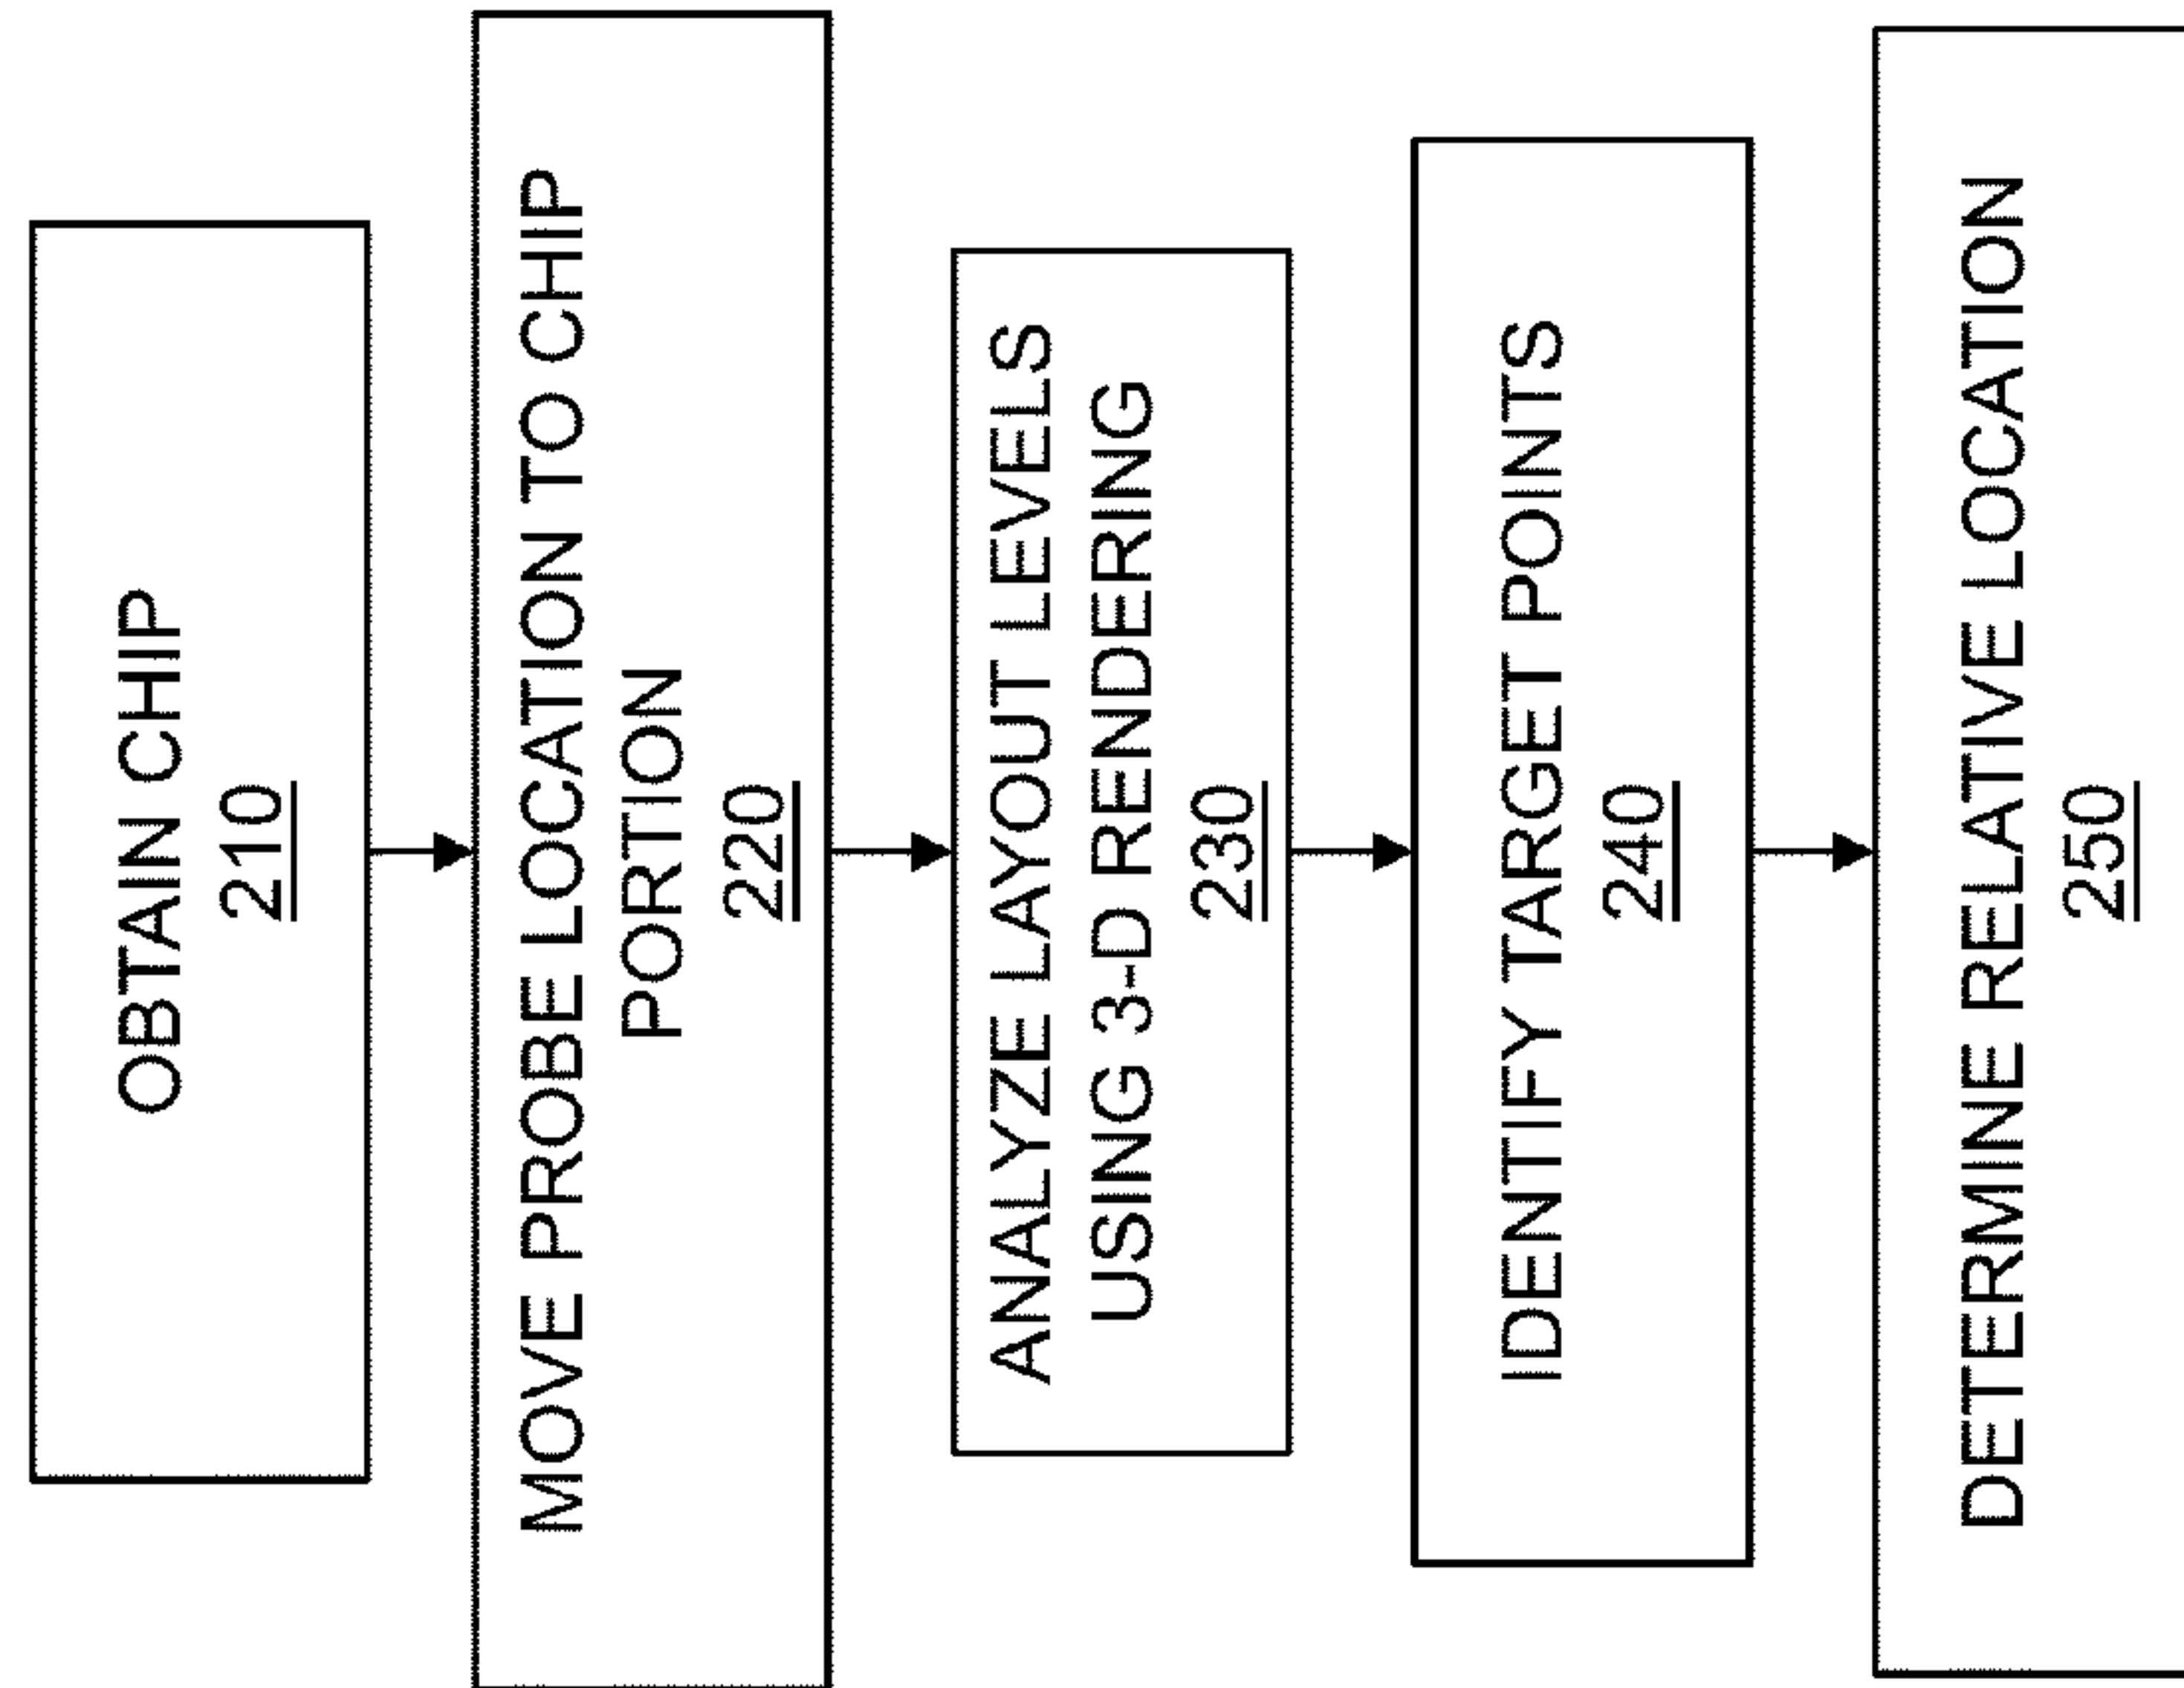 OBTAIN CHIP
210
MOVE PROBE LOCATION TO CHIP
PORTION
220
ANALYZE LAYOUT LEVELS
USING 3-D RENDERING
230
IDENTIFY TARGET POINTS
240
DETERMINE RELATIVE LOCATION
250